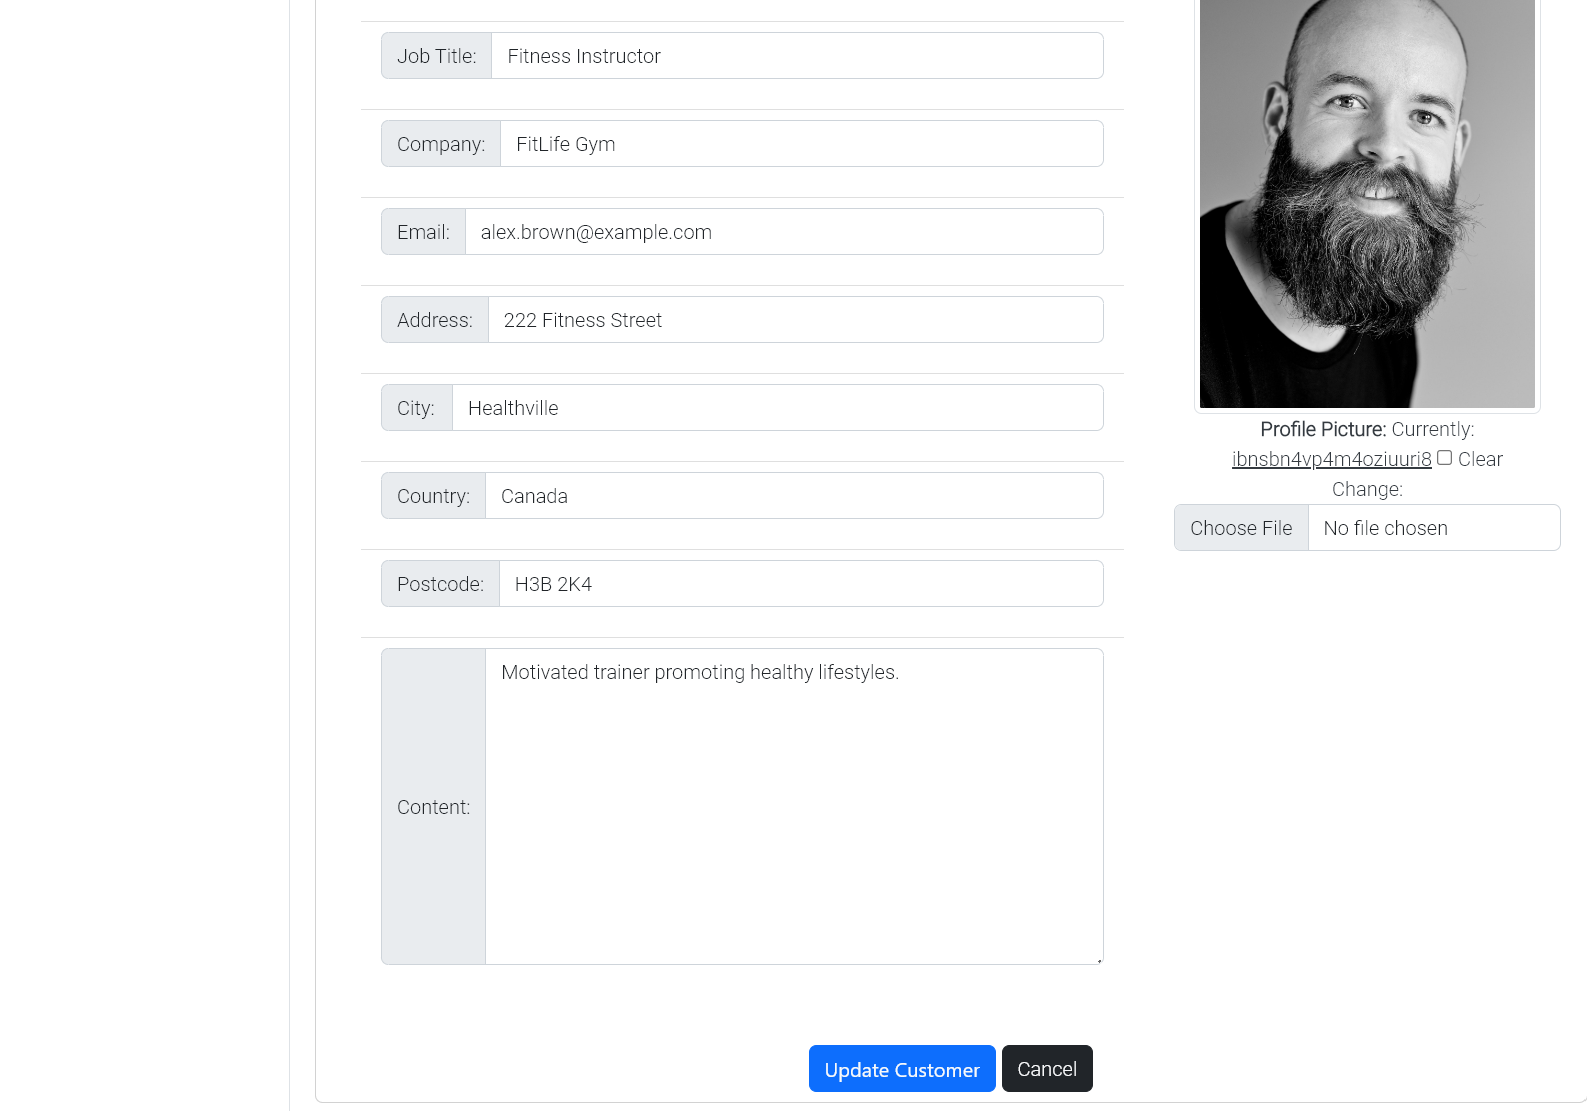 Job Title: Fitness Instructor
Company: FitLife Gym
Email: alex.brown@example.com
Address: 222 Fitness Street
City: Healthville
Country: Canada
Postcode: H3B 2K4
Content: Motivated trainer promoting healthy lifestyles.
Update Customer Cancel
Profile Picture: Currently:
ibnsbn4vp4m4oziuuri8 Clear
Change:
Choose File No file chosen